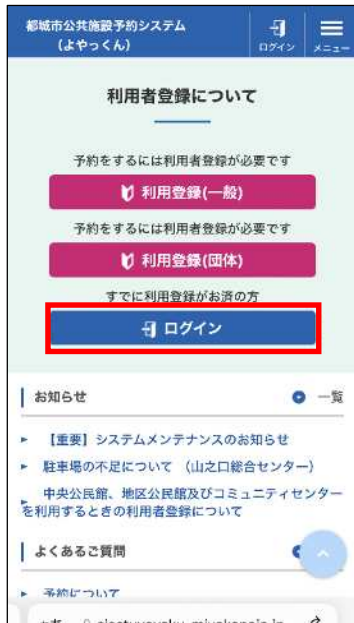 都城市公共施設予約システム
（よやっくん）
ログイン
メニュー
利用者登録について
予約をするには利用者登録が必要です
利用登録(一般)
予約をするには利用者登録が必要です
利用登録(団体)
すでに利用登録がお済の方
ログイン
お知らせ
一覧
【重要】システムメンテナンスのお知らせ
駐車場の不足について （山之口総合センター）
中央公民館、地区公民館及びコミュニティセンター
を利用するときの利用者登録について
よくあるご質問
予約について